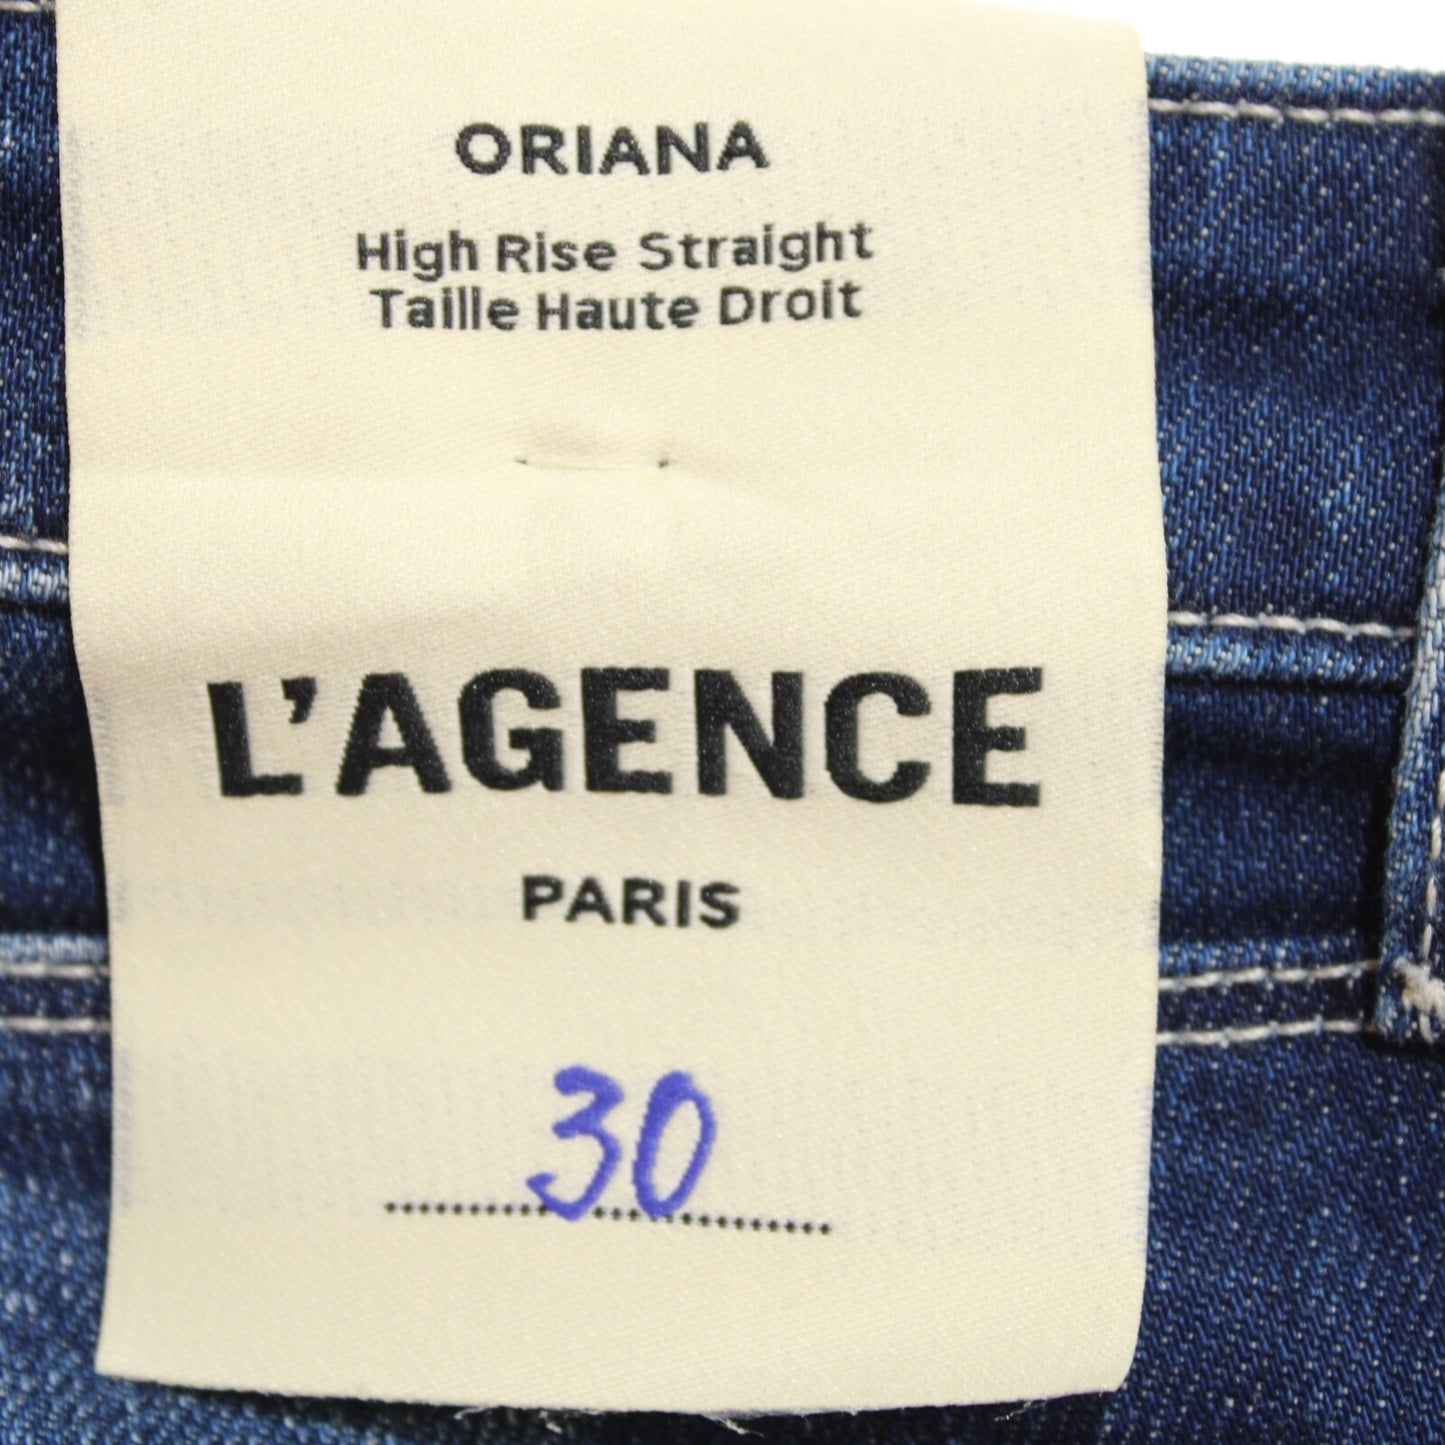 ORIANA
High Rise Straight
Taille Haute Droit
L'AGENCE
PARIS
30